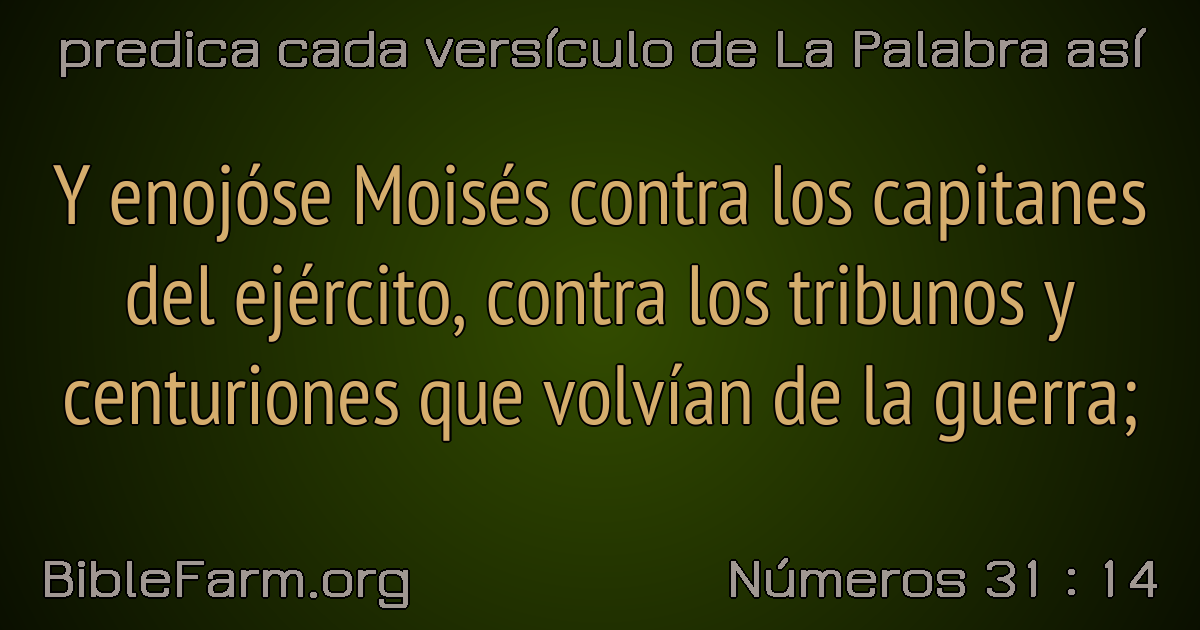 predica cada versículo de La Palabra así
Y enojóse Moisés contra los capitanes
del ejército, contra los tribunos y
centuriones que volvían de la guerra;
BibleFarm.org
Números 31 : 14